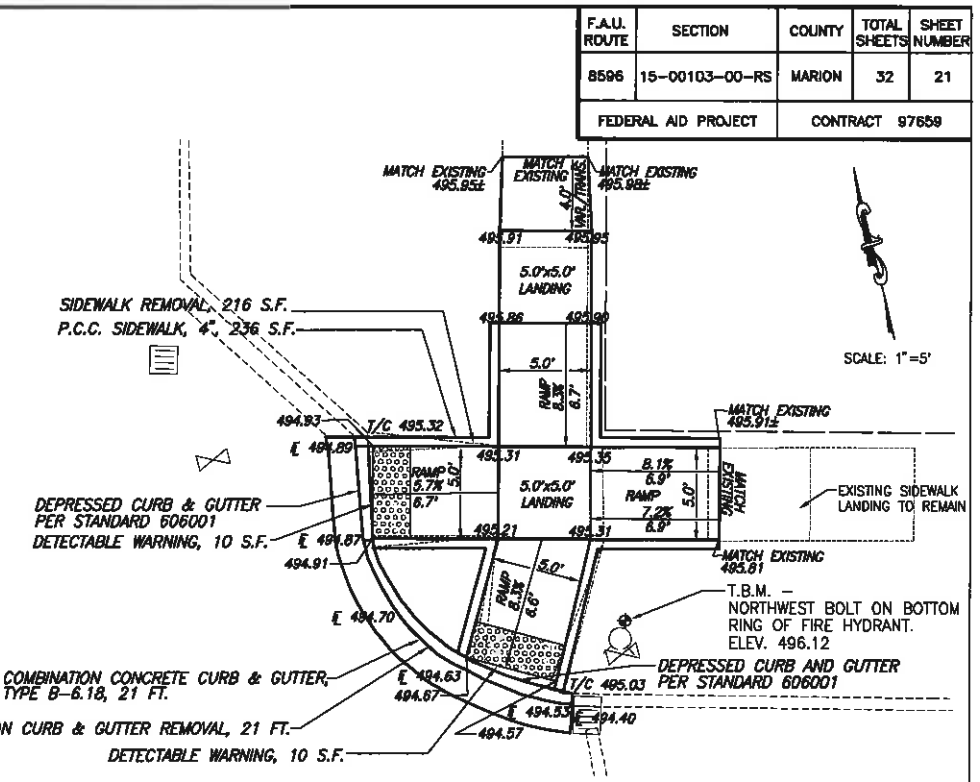 F.A.U. ROUTE
SECTION
COUNTY
TOTAL SHEETS
SHEET NUMBER
8596
15-00103-00-RS
MARION
32
21
FEDERAL AID PROJECT
CONTRACT 97659
MATCH EXISTING
495.95±
MATCH
EXISTING
MATCH EXISTING
495.98±
4.0'
VAR./TRANS.
495.91
495.95
5.0'x5.0'
LANDING
SIDEWALK REMOVAL, 216 S.F.
P.C.C. SIDEWALK, 4", 236 S.F.
495.86
495.90
SCALE: 1"=5'
5.0'
RAMP
8.3%
6.7'
MATCH EXISTING
495.91±
494.93
T/C 495.32
℄ 494.89
495.31
495.35
RAMP
5.7%
6.7'
5.0'
5.0'x5.0'
LANDING
8.1%
6.9'
RAMP
7.2%
6.9'
5.0'
MATCH
EXISTING
EXISTING SIDEWALK
LANDING TO REMAIN
DEPRESSED CURB & GUTTER
PER STANDARD 606001
DETECTABLE WARNING, 10 S.F.
495.21
495.31
℄ 494.87
494.91
MATCH EXISTING
495.81
5.0'
RAMP
8.3%
6.6'
T.B.M. -
NORTHWEST BOLT ON BOTTOM
RING OF FIRE HYDRANT.
ELEV. 496.12
℄ 494.70
COMBINATION CONCRETE CURB & GUTTER,
TYPE B-6.18, 21 FT.
℄ 494.63
494.67
DEPRESSED CURB AND GUTTER
PER STANDARD 606001
T/C 495.03
ON CURB & GUTTER REMOVAL, 21 FT.
℄ 494.53
℄ 494.40
494.57
DETECTABLE WARNING, 10 S.F.